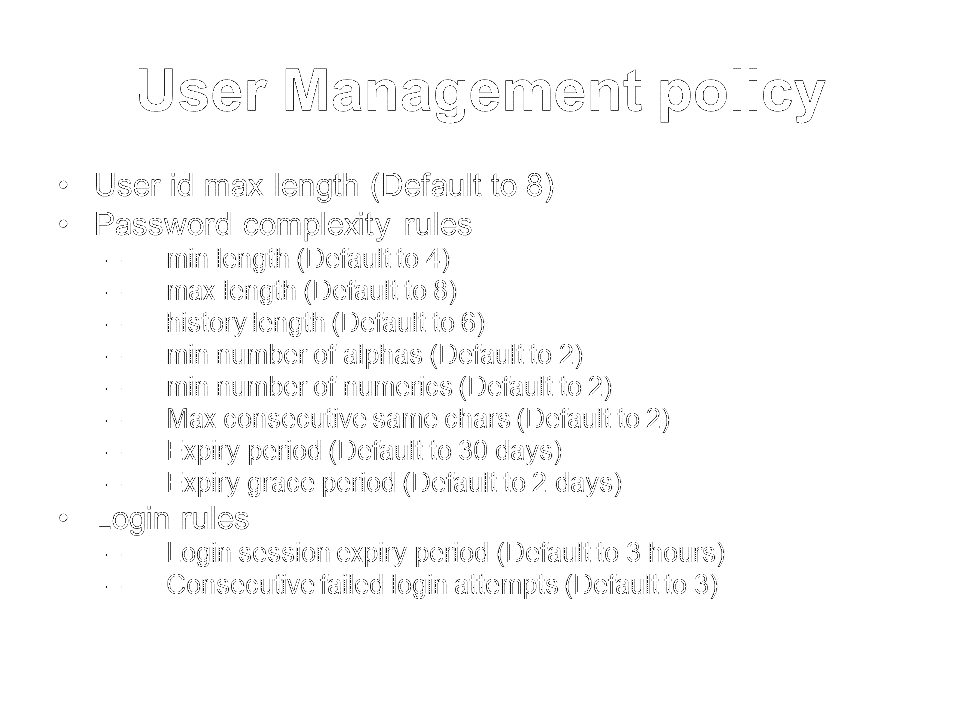 User Management policy
• User id max length (Default to 8)
• Password complexity rules
– min length (Default to 4)
– max length (Default to 8)
– history length (Default to 6)
– min number of alphas (Default to 2)
– min number of numerics (Default to 2)
– Max consecutive same chars (Default to 2)
– Expiry period (Default to 30 days)
– Expiry grace period (Default to 2 days)
• Login rules
– Login session expiry period (Default to 3 hours)
– Consecutive failed login attempts (Default to 3)